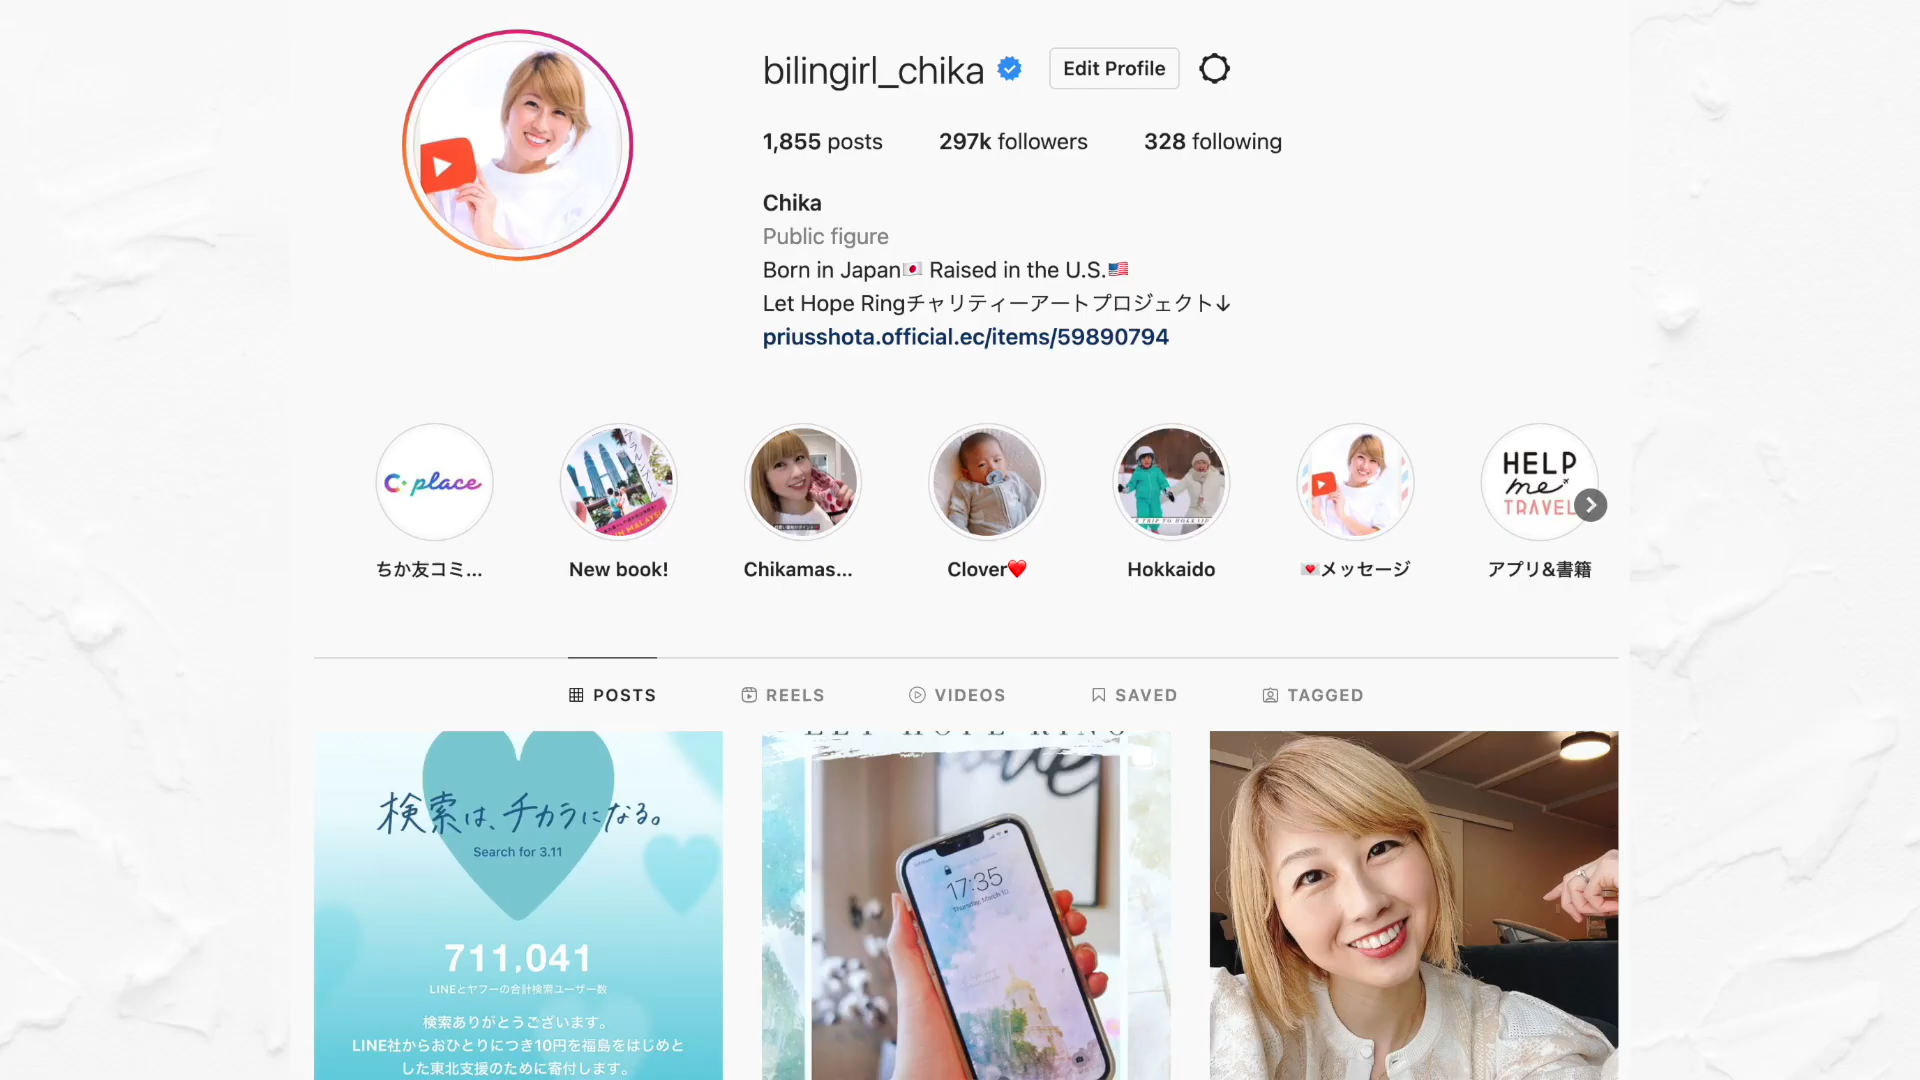 bilingirl_chika
Edit Profile
1,855 posts
297k followers
328 following
Chika
Public figure
Born in Japan🇯🇵 Raised in the U.S.🇺🇸
Let Hope Ringチャリティーアートプロジェクト↓
priusshota.official.ec/items/59890794
C・place
HELP
me
TRAVEL
ちか友コミ...
New book!
Chikamas...
Clover❤️
Hokkaido
💌メッセージ
アプリ&書籍
POSTS
REELS
VIDEOS
SAVED
TAGGED
検索は、チカラになる。
Search for 3.11
711,041
LINEとヤフーの合計検索ユーザー数
検索ありがとうございます。
LINE社からおひとりにつき10円を福島をはじめと
した東北支援のために寄付します。
LET HOPE RING
17:35
Thursday, March 10